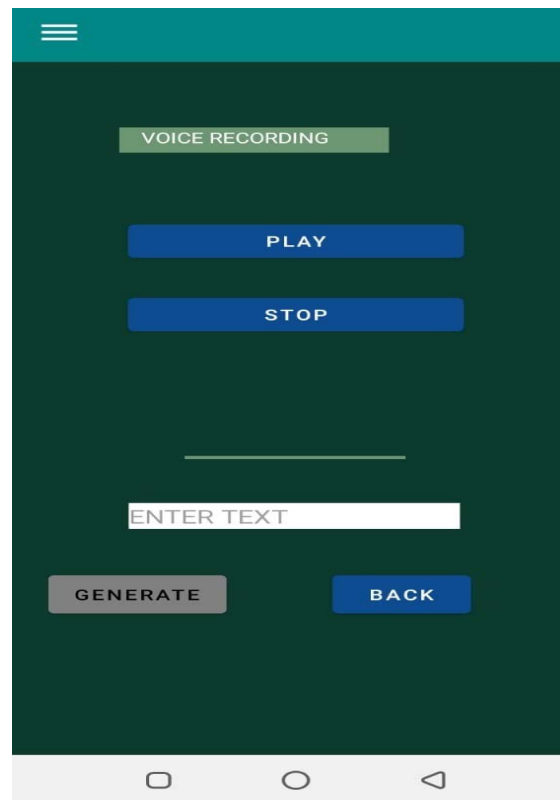 VOICE RECORDING
PLAY
STOP
ENTER TEXT
GENERATE
BACK